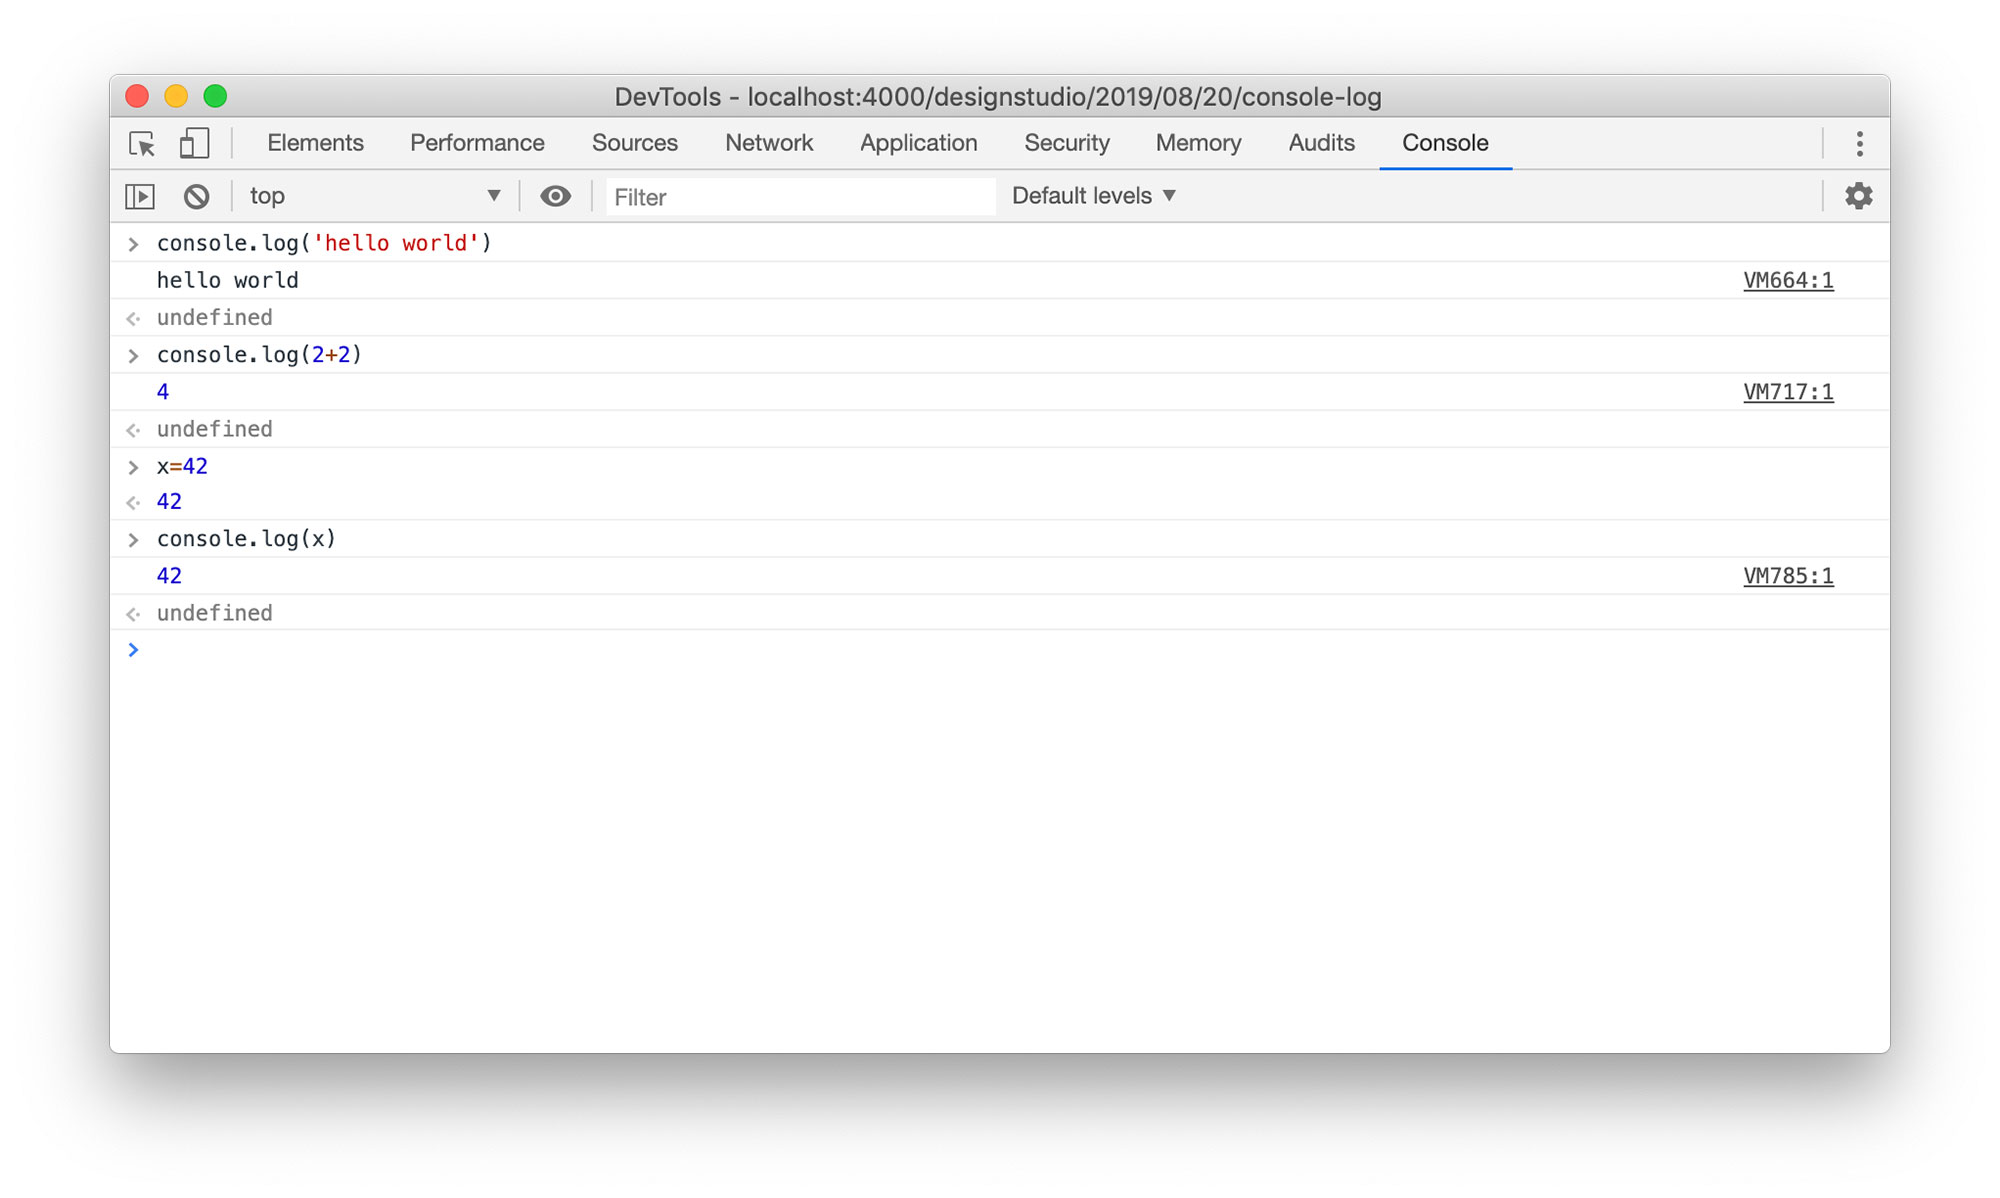 DevTools - localhost:4000/designstudio/2019/08/20/console-log
Elements Performance Sources Network Application Security Memory Audits Console
top Filter Default levels
console.log('hello world')
hello world VM664:1
undefined
console.log(2+2)
4 VM717:1
undefined
x=42
42
console.log(x)
42 VM785:1
undefined